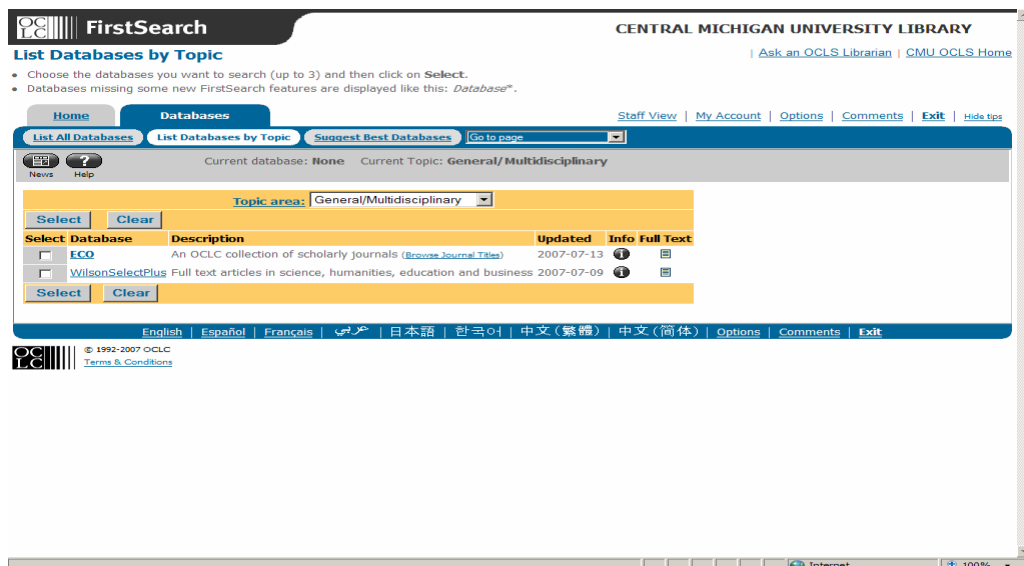 OCLC FirstSearch
CENTRAL MICHIGAN UNIVERSITY LIBRARY
List Databases by Topic
| Ask an OCLS Librarian | CMU OCLS Home
• Choose the databases you want to search (up to 3) and then click on Select.
• Databases missing some new FirstSearch features are displayed like this: Database*.
Home Databases
Staff View | My Account | Options | Comments | Exit | Hide tips
List All Databases List Databases by Topic Suggest Best Databases Go to page
News Help
Current database: None Current Topic: General/Multidisciplinary
Topic area: General/Multidisciplinary
Select Clear
Select Database Description Updated Info Full Text
ECO An OCLC collection of scholarly journals (Browse Journal Titles) 2007-07-13
WilsonSelectPlus Full text articles in science, humanities, education and business 2007-07-09
Select Clear
English | Español | Français | عربي | 日本語 | 한국어 | 中文(繁體) | 中文(简体) | Options | Comments | Exit
OCLC
© 1992-2007 OCLC
Terms & Conditions
Internet 100%